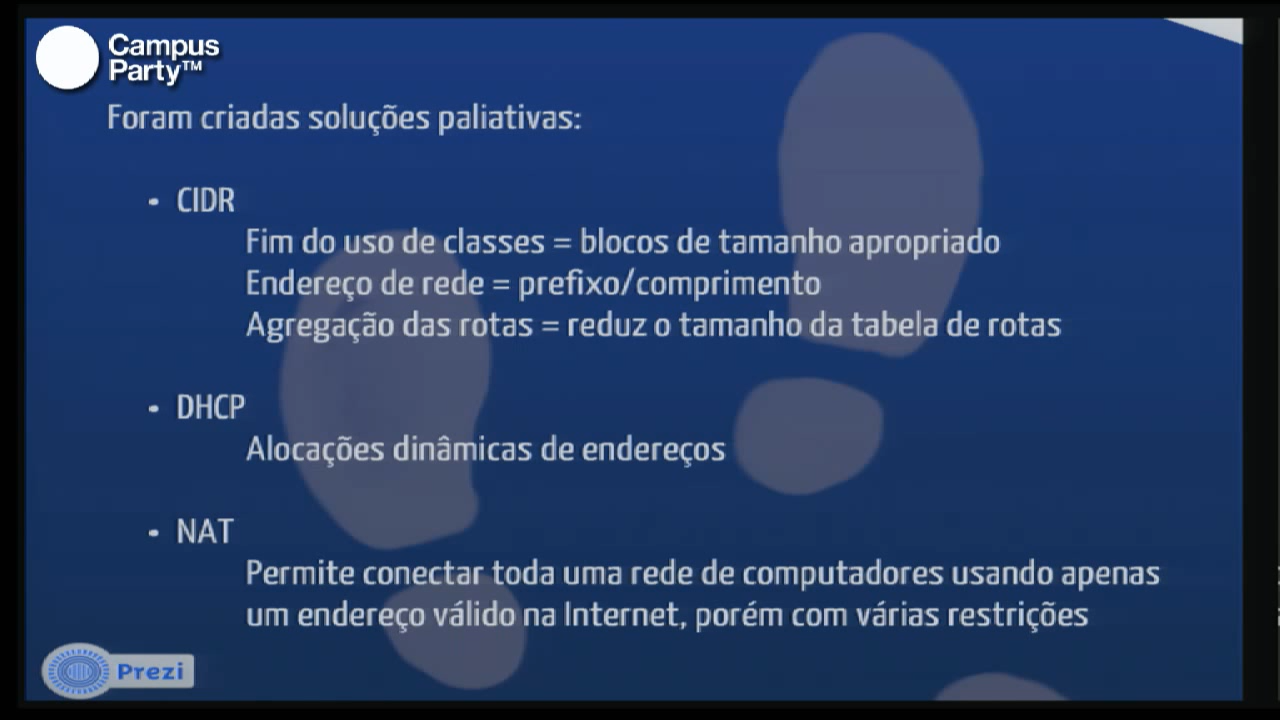 Campus
Party™
Foram criadas soluções paliativas:
• CIDR
Fim do uso de classes = blocos de tamanho apropriado
Endereço de rede = prefixo/comprimento
Agregação das rotas = reduz o tamanho da tabela de rotas
• DHCP
Alocações dinâmicas de endereços
• NAT
Permite conectar toda uma rede de computadores usando apenas
um endereço válido na Internet, porém com várias restrições
Prezi